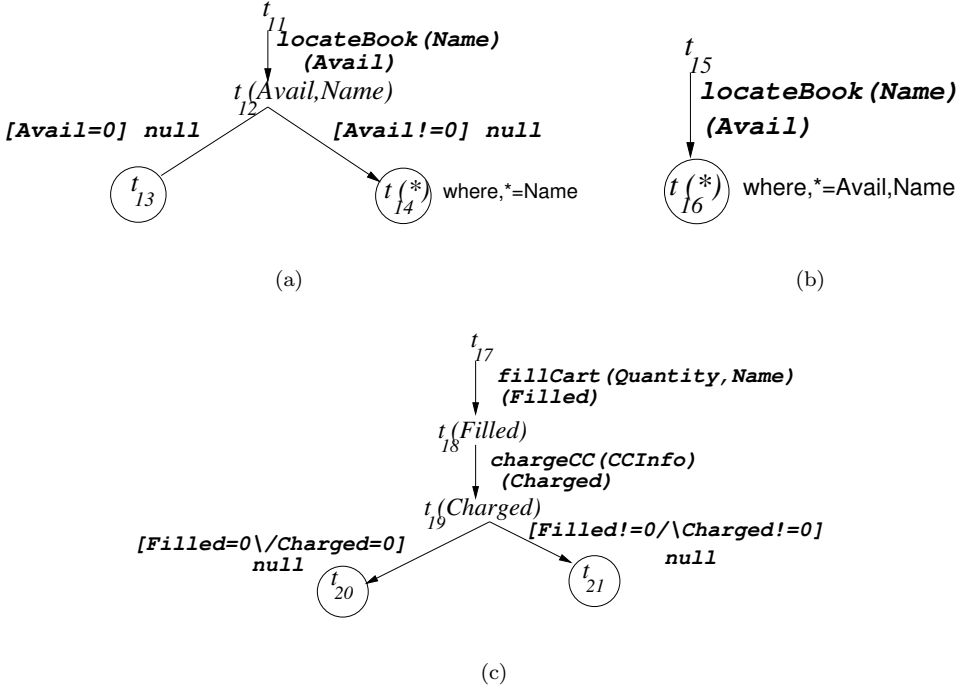 t11
locateBook(Name)
(Avail)
t12(Avail,Name)
[Avail=0] null
[Avail!=0] null
t13
t14(*)
where,*=Name
(a)
t15
locateBook(Name)
(Avail)
t16(*)
where,*=Avail,Name
(b)
t17
fillCart(Quantity,Name)
(Filled)
t18(Filled)
chargeCC(CCInfo)
(Charged)
t19(Charged)
[Filled=0\/Charged=0]
null
[Filled!=0/\Charged!=0]
null
t20
t21
(c)